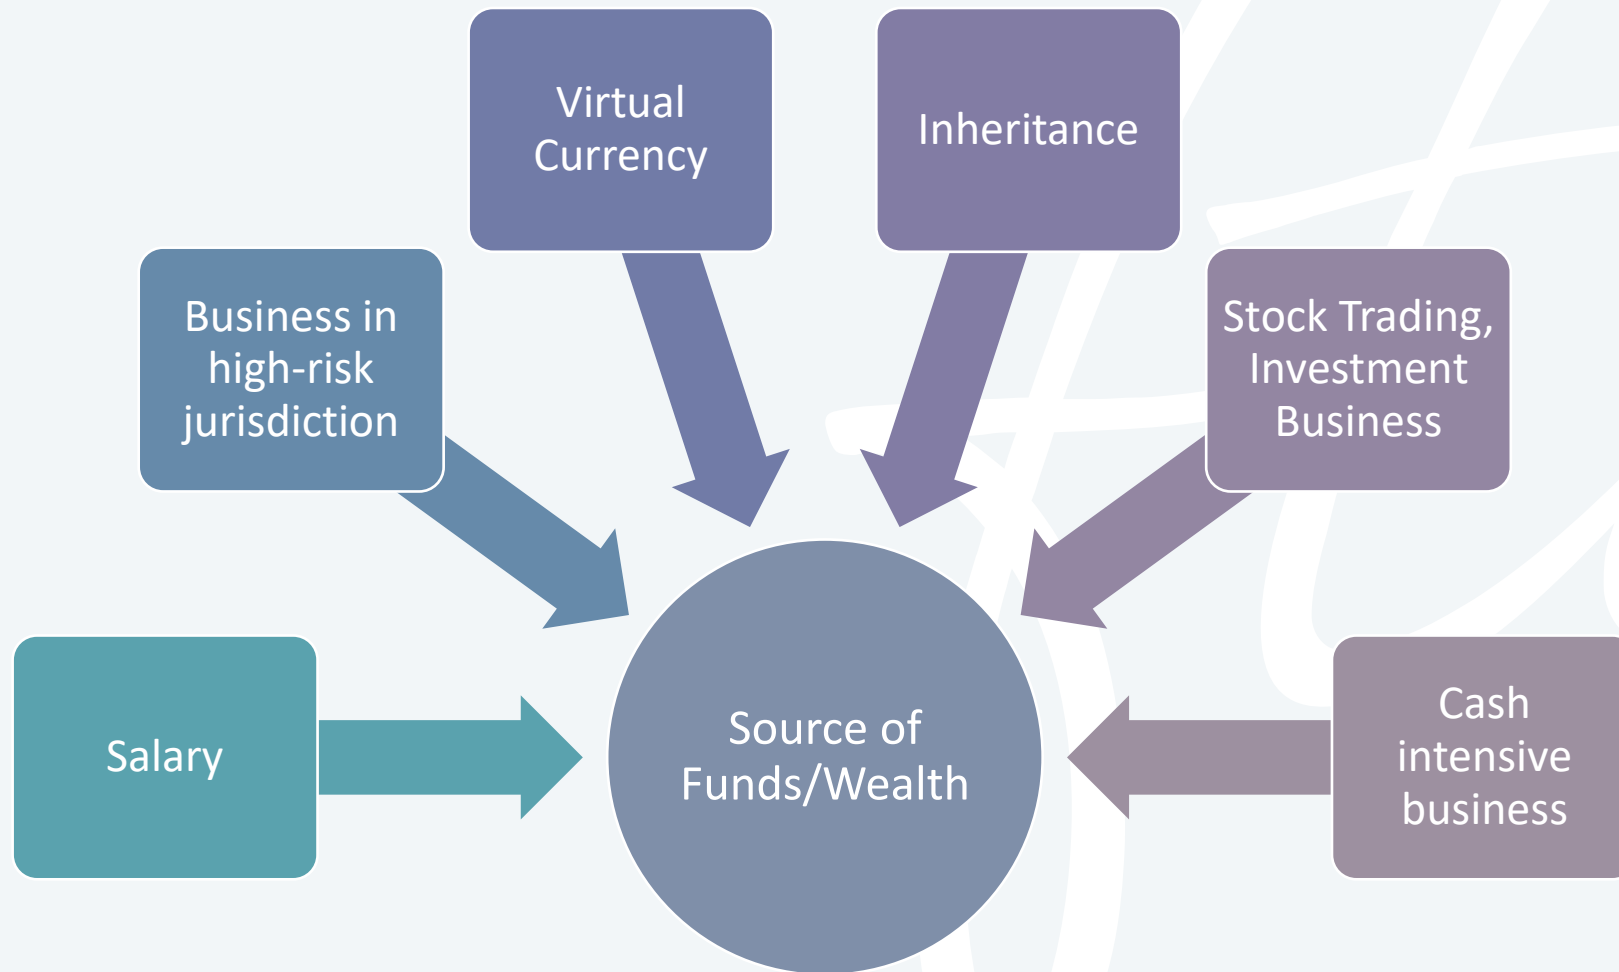 Virtual
Currency
Inheritance
Business in
high-risk
jurisdiction
Stock Trading,
Investment
Business
Salary
Source of
Funds/Wealth
Cash
intensive
business